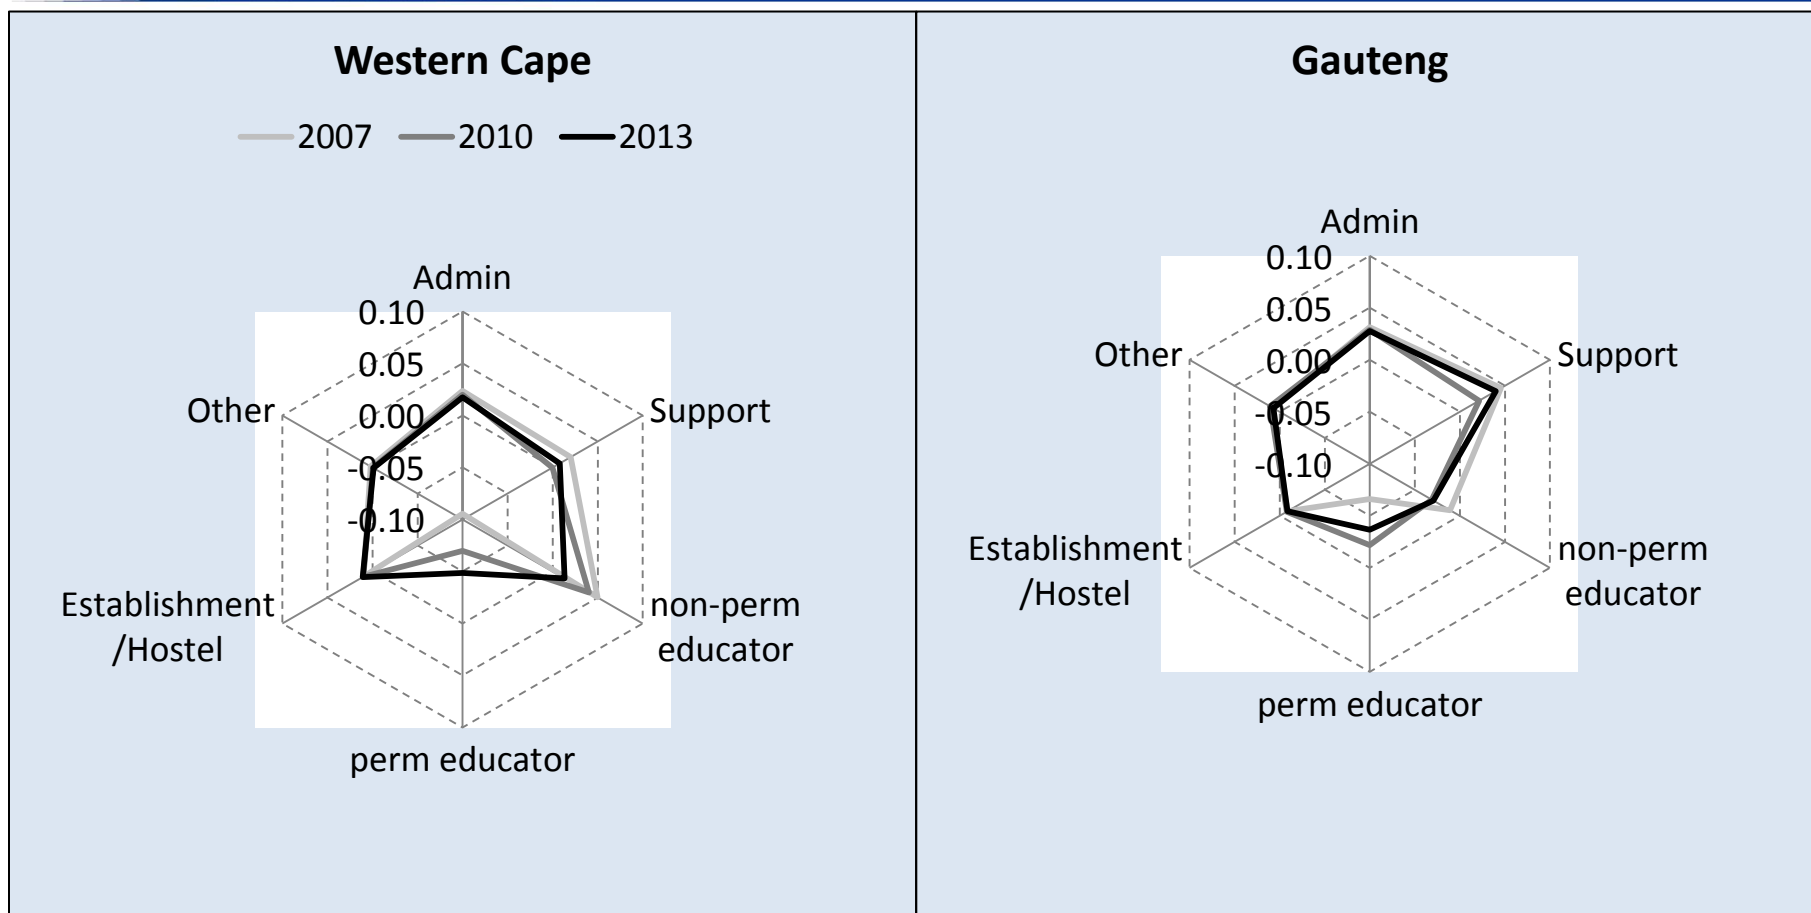 Western Cape
2007 2010 2013
Admin
0.10
0.05
0.00
-0.05
-0.10
Other
Support
Establishment
/Hostel
non-perm
educator
perm educator
Gauteng
Admin
0.10
0.05
0.00
-0.05
-0.10
Other
Support
Establishment
/Hostel
non-perm
educator
perm educator